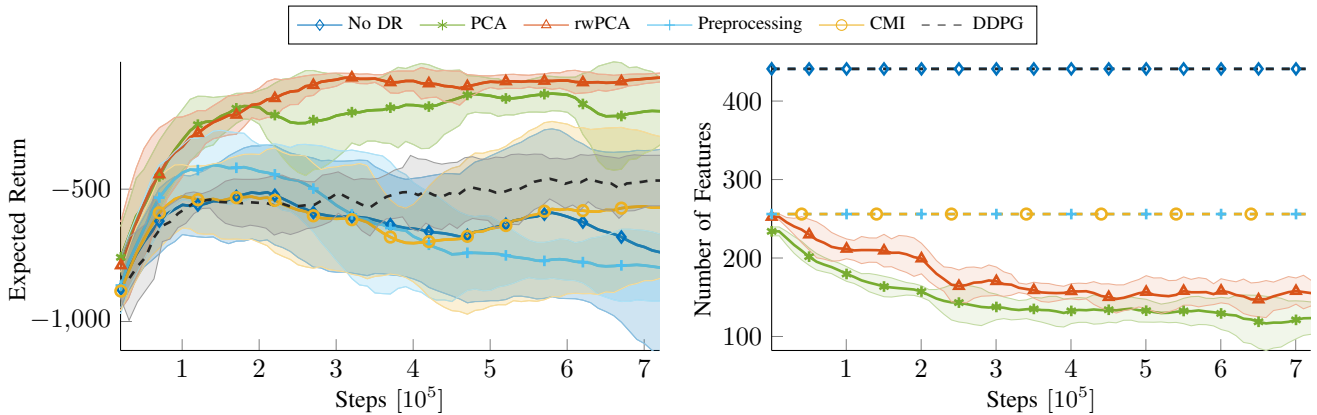 No DR PCA rwPCA Preprocessing CMI DDPG
Expected Return
−500
−1,000
1 2 3 4 5 6 7
Steps [10⁵]
Number of Features
400
300
200
100
0 1 2 3 4 5 6 7
Steps [10⁵]